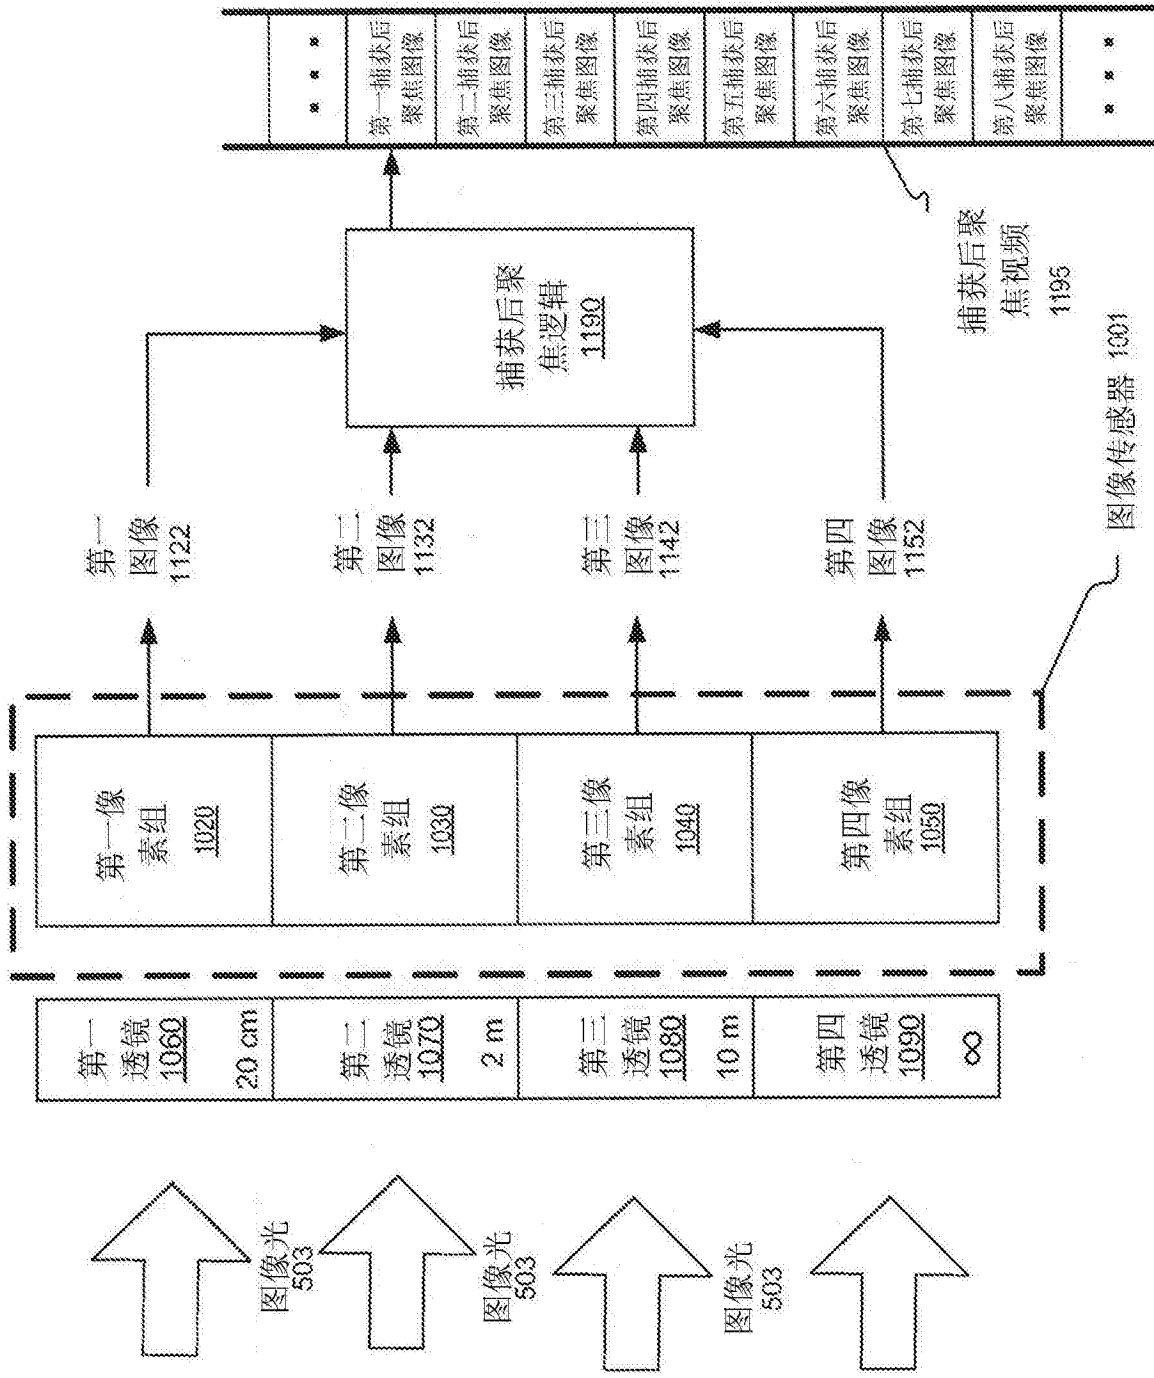 图像光
503
图像光
503
图像光
503
第一
透镜
1060
20 cm
第二
透镜
1070
2 m
第三
透镜
1080
10 m
第四
透镜
1090
∞
第一像
素组
1020
第二像
素组
1030
第三像
素组
1040
第四像
素组
1050
图像传感器 1001
第一
图像
1122
第二
图像
1132
第三
图像
1142
第四
图像
1152
捕获后聚
焦逻辑
1190
捕获后聚
焦视频
1195
第一捕获后
聚焦图像
第二捕获后
聚焦图像
第三捕获后
聚焦图像
第四捕获后
聚焦图像
第五捕获后
聚焦图像
第六捕获后
聚焦图像
第七捕获后
聚焦图像
第八捕获后
聚焦图像